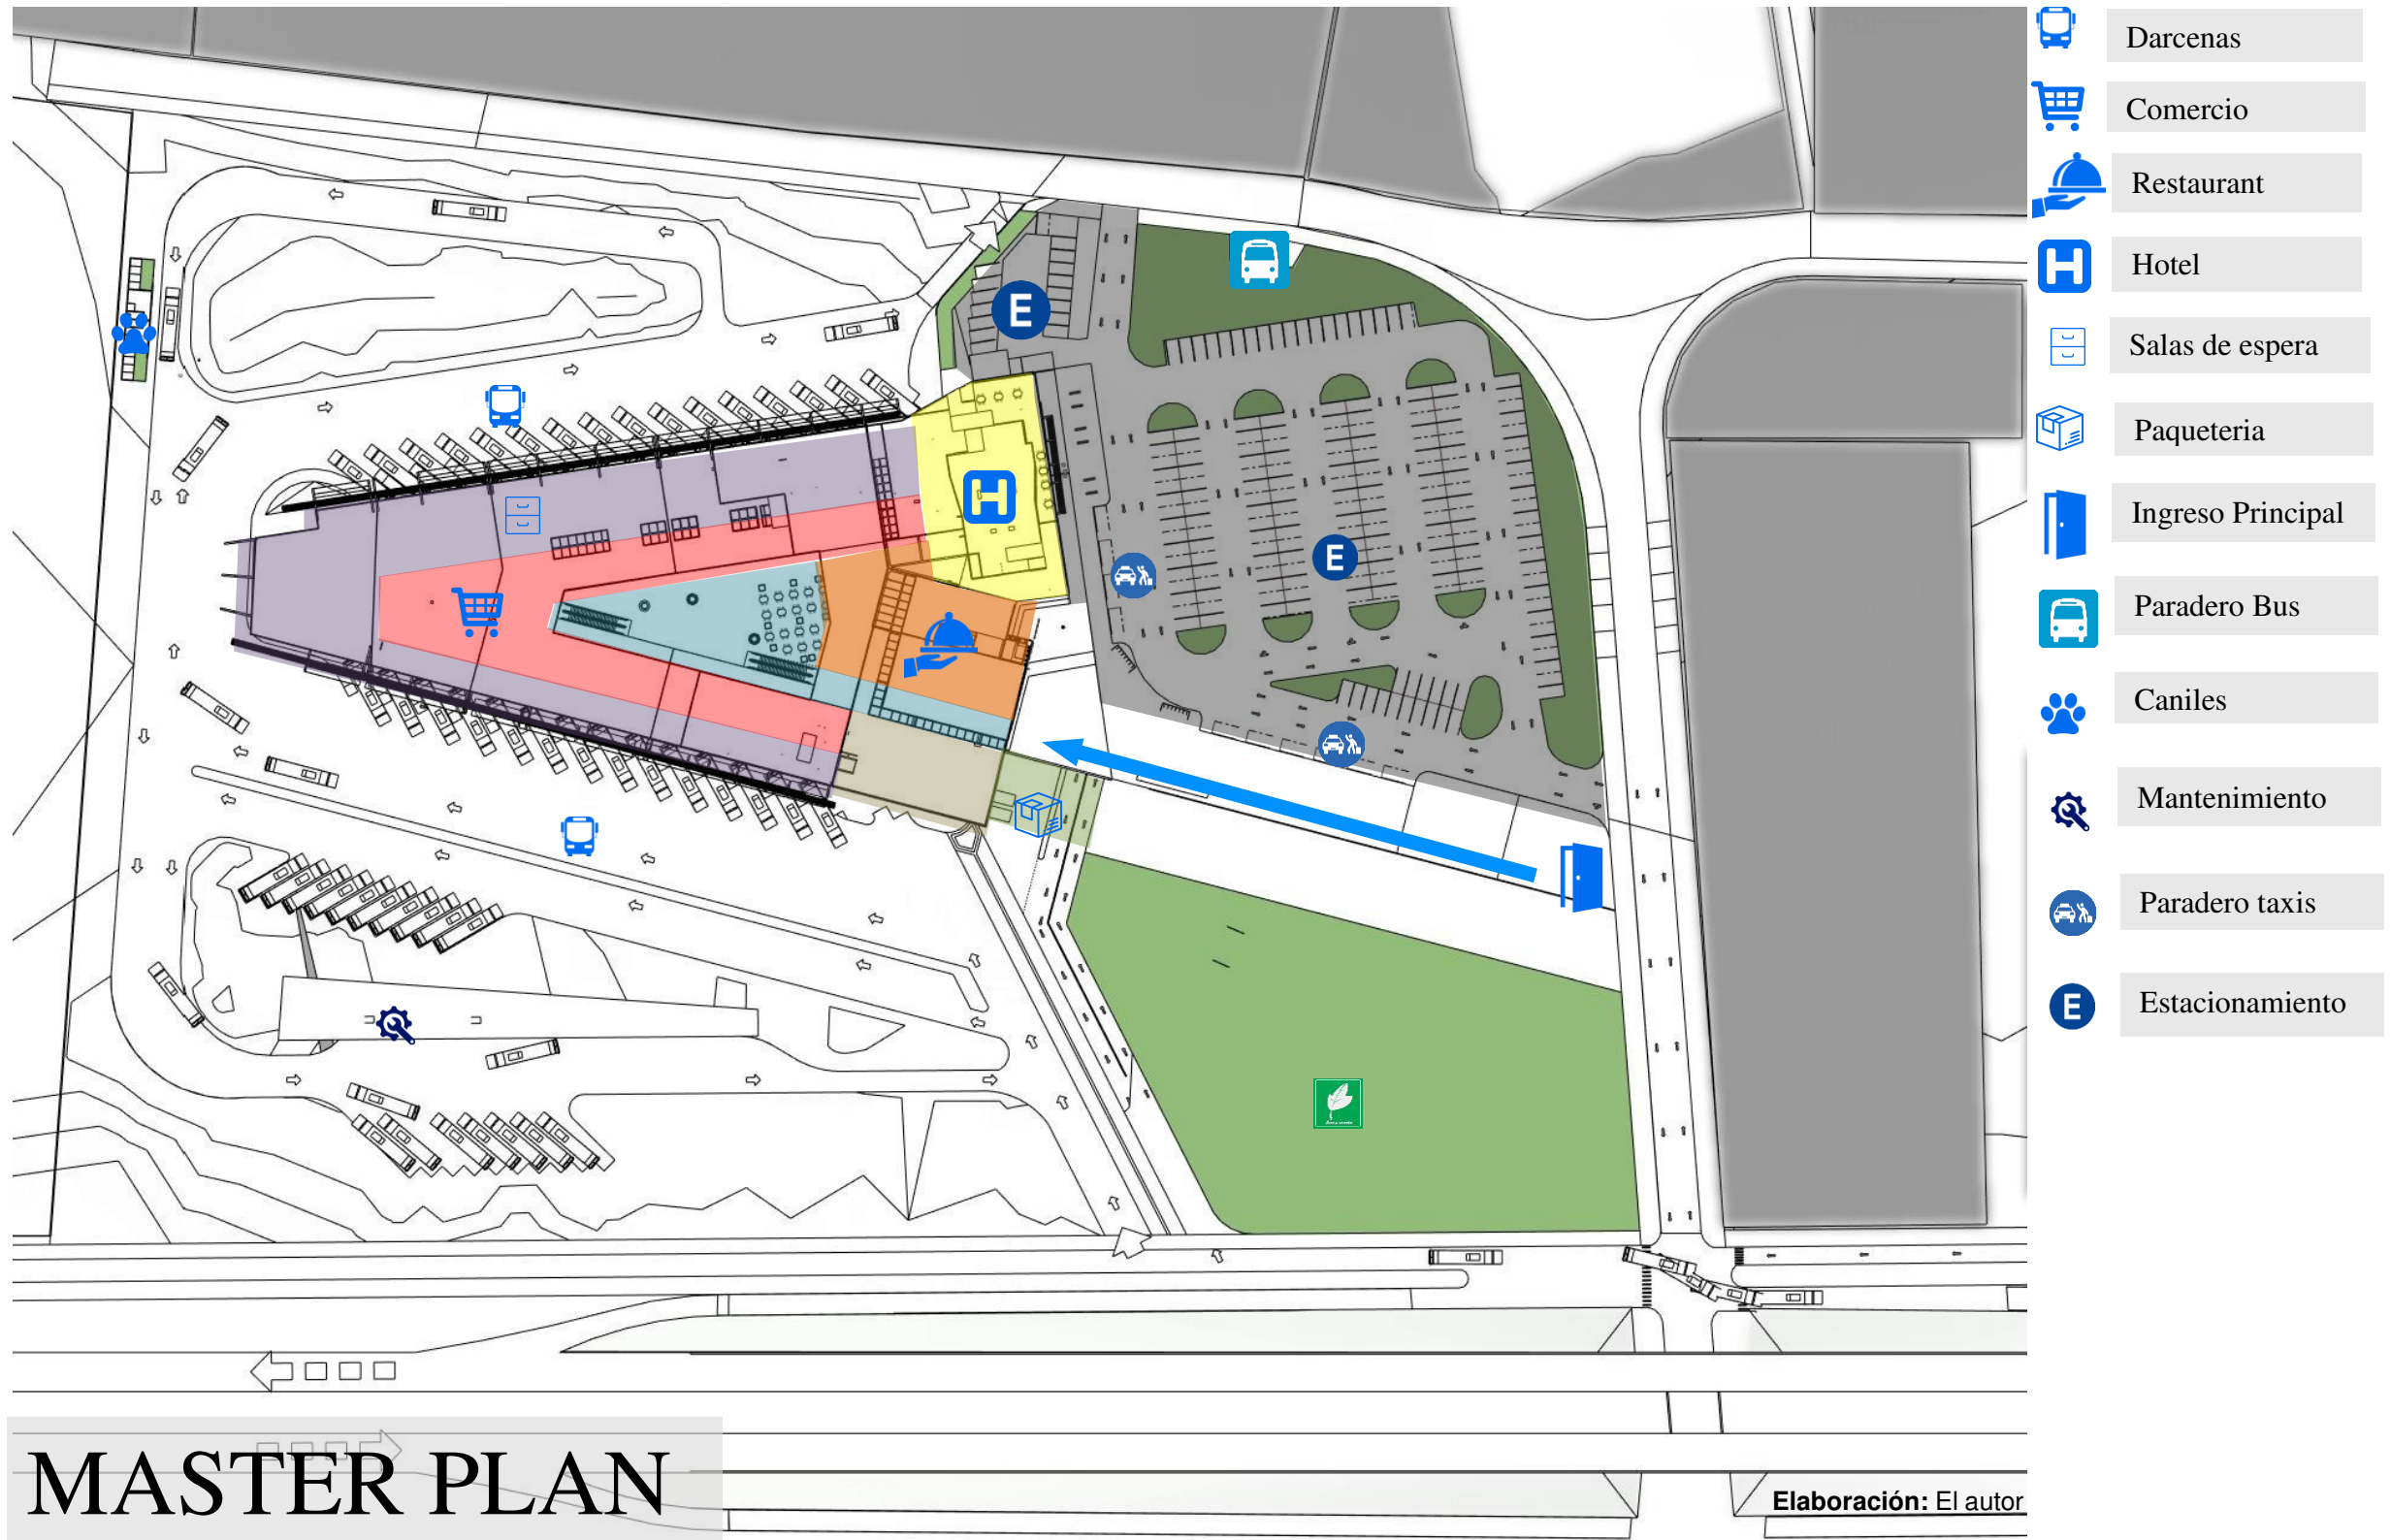 Darcenas
Comercio
Restaurant
H
Hotel
Salas de espera
Paqueteria
Ingreso Principal
Paradero Bus
Caniles
Mantenimiento
Paradero taxis
E
Estacionamiento
E
H
E
MASTER PLAN
Elaboración: El autor